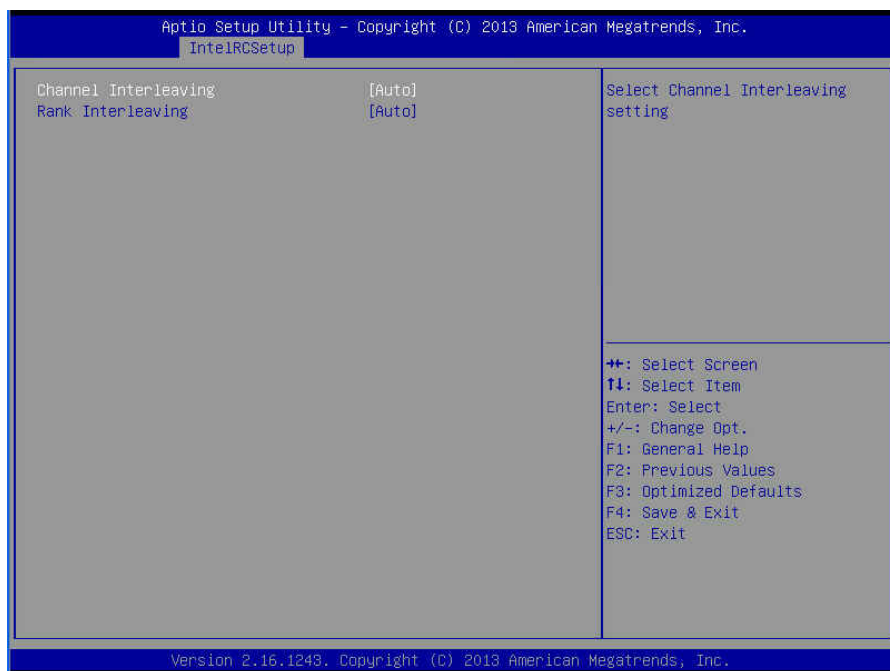 Aptio Setup Utility – Copyright (C) 2013 American Megatrends, Inc.
IntelRCSetup
Channel Interleaving [Auto]
Rank Interleaving [Auto]
Select Channel Interleaving
setting
→←: Select Screen
↑↓: Select Item
Enter: Select
+/-: Change Opt.
F1: General Help
F2: Previous Values
F3: Optimized Defaults
F4: Save & Exit
ESC: Exit
Version 2.16.1243. Copyright (C) 2013 American Megatrends, Inc.